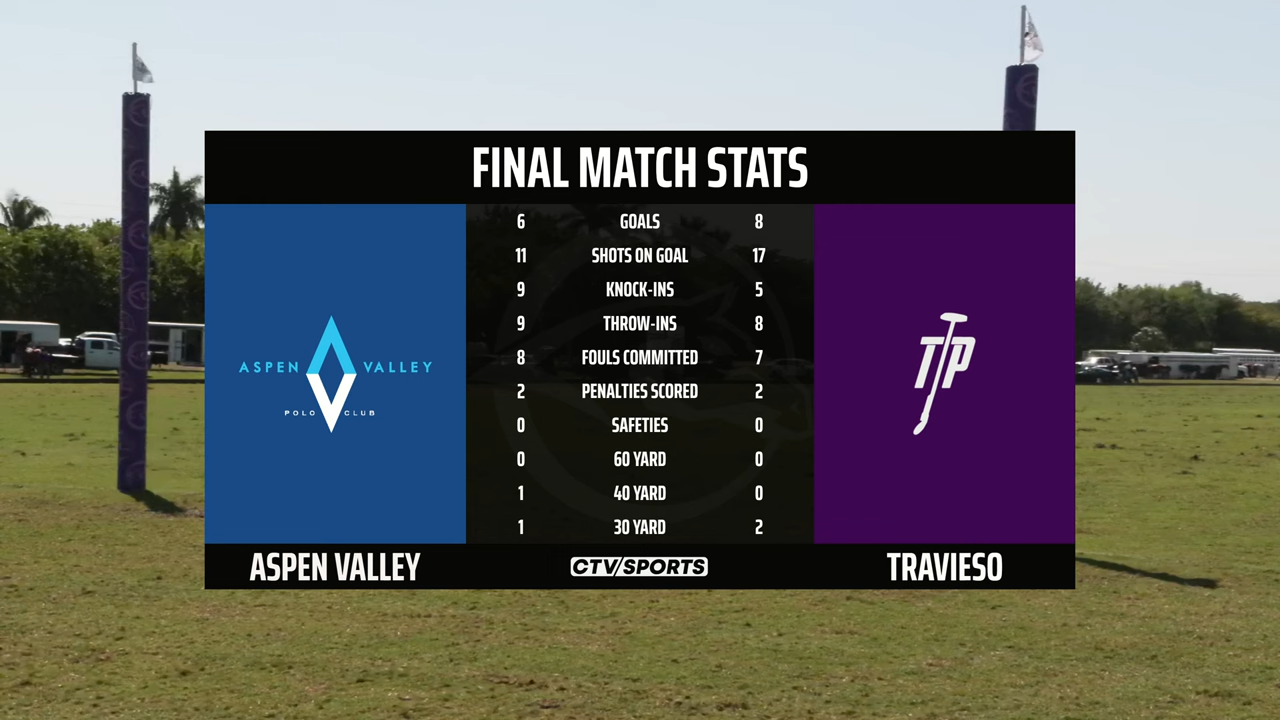 FINAL MATCH STATS
6 GOALS 8
11 SHOTS ON GOAL 17
9 KNOCK-INS 5
9 THROW-INS 8
8 FOULS COMMITTED 7
2 PENALTIES SCORED 2
0 SAFETIES 0
0 60 YARD 0
1 40 YARD 0
1 30 YARD 2
ASPEN VALLEY
POLO CLUB
TP
ASPEN VALLEY
CTV/SPORTS
TRAVIESO